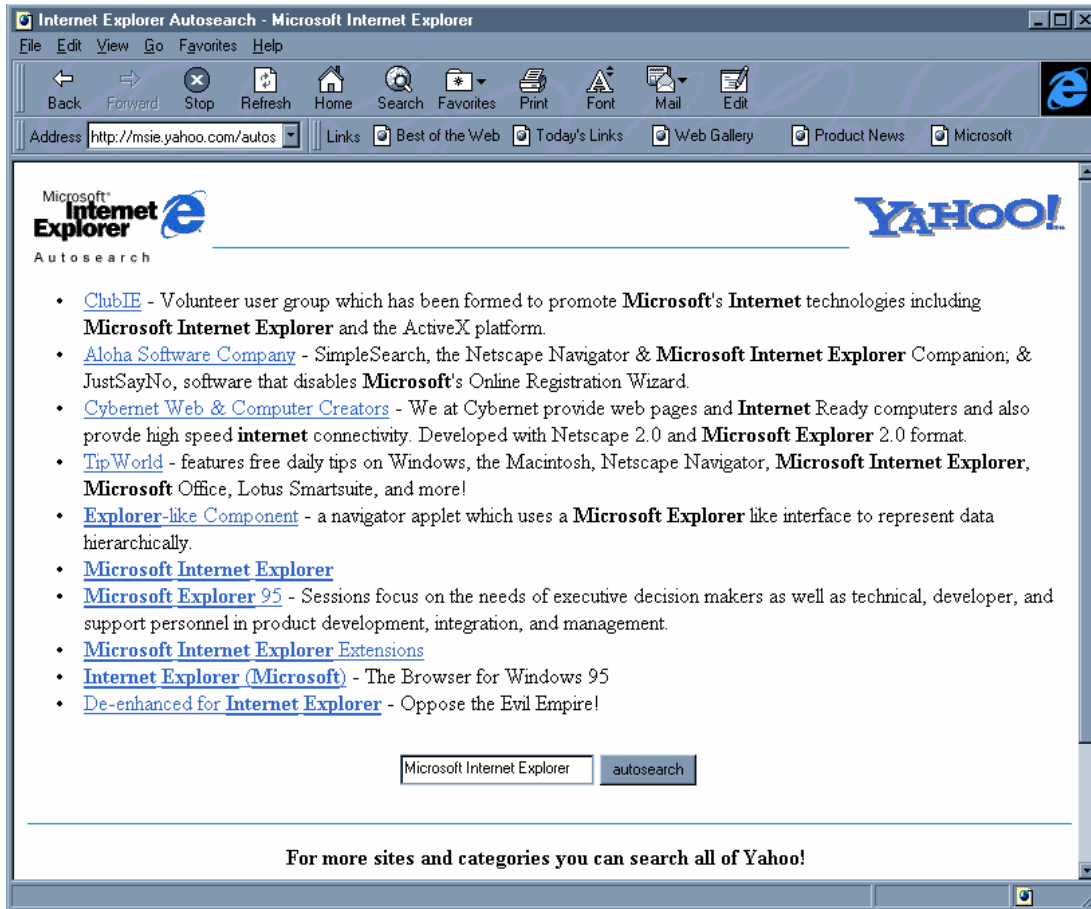 Internet Explorer Autosearch - Microsoft Internet Explorer
File Edit View Go Favorites Help
Back Forward Stop Refresh Home Search Favorites Print Font Mail Edit
Address http://msie.yahoo.com/autos Links Best of the Web Today's Links Web Gallery Product News Microsoft
Microsoft
Internet
Explorer
Autosearch
YAHOO!
• ClubIE - Volunteer user group which has been formed to promote Microsoft's Internet technologies including
Microsoft Internet Explorer and the ActiveX platform.
• Aloha Software Company - SimpleSearch, the Netscape Navigator & Microsoft Internet Explorer Companion; &
JustSayNo, software that disables Microsoft's Online Registration Wizard.
• Cybernet Web & Computer Creators - We at Cybernet provide web pages and Internet Ready computers and also
provde high speed internet connectivity. Developed with Netscape 2.0 and Microsoft Explorer 2.0 format.
• TipWorld - features free daily tips on Windows, the Macintosh, Netscape Navigator, Microsoft Internet Explorer,
Microsoft Office, Lotus Smartsuite, and more!
• Explorer-like Component - a navigator applet which uses a Microsoft Explorer like interface to represent data
hierarchically.
• Microsoft Internet Explorer
• Microsoft Explorer 95 - Sessions focus on the needs of executive decision makers as well as technical, developer, and
support personnel in product development, integration, and management.
• Microsoft Internet Explorer Extensions
• Internet Explorer (Microsoft) - The Browser for Windows 95
• De-enhanced for Internet Explorer - Oppose the Evil Empire!
Microsoft Internet Explorer autosearch
For more sites and categories you can search all of Yahoo!